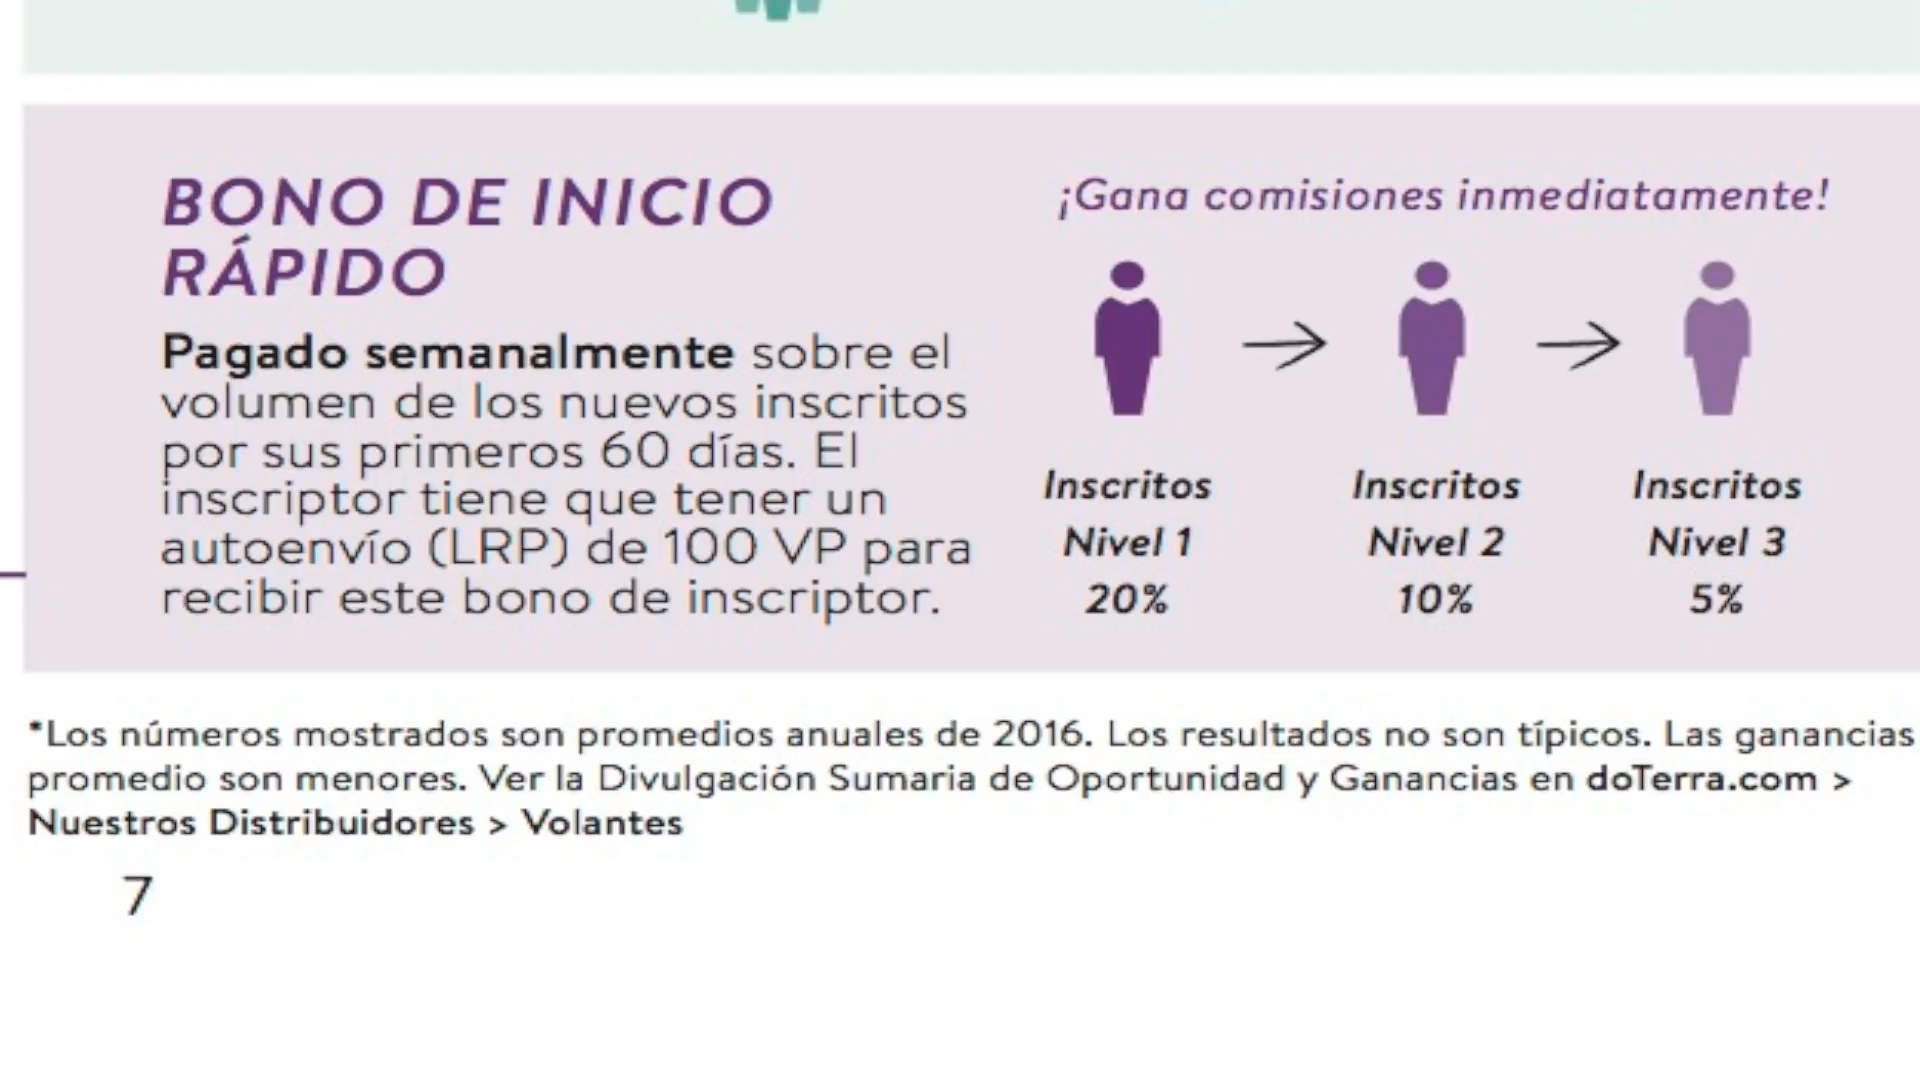 BONO DE INICIO
RÁPIDO
Pagado semanalmente sobre el
volumen de los nuevos inscritos
por sus primeros 60 días. El
inscriptor tiene que tener un
autoenvío (LRP) de 100 VP para
recibir este bono de inscriptor.
¡Gana comisiones inmediatamente!
Inscritos Inscritos Inscritos
Nivel 1 Nivel 2 Nivel 3
20% 10% 5%
*Los números mostrados son promedios anuales de 2016. Los resultados no son típicos. Las ganancias
promedio son menores. Ver la Divulgación Sumaria de Oportunidad y Ganancias en doTerra.com >
Nuestros Distribuidores > Volantes
7